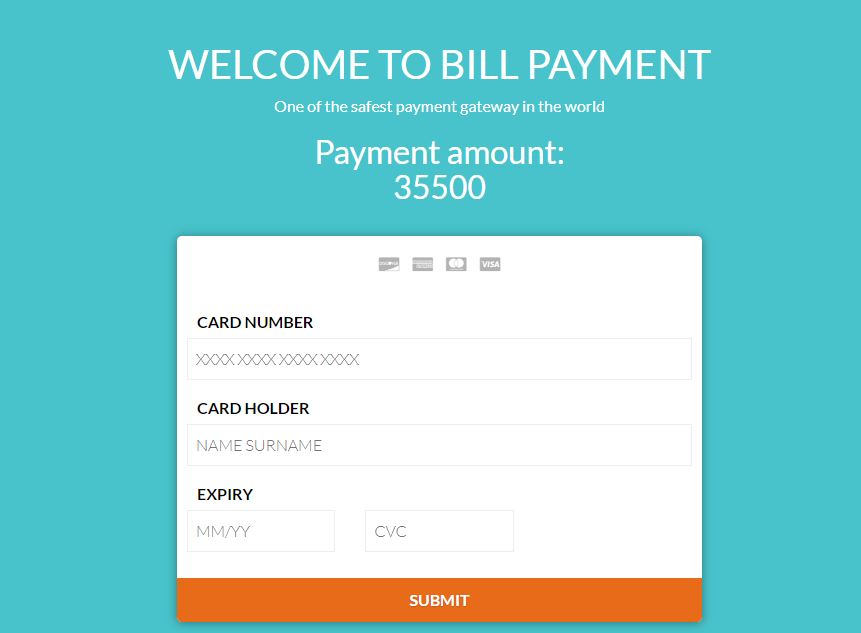 WELCOME TO BILL PAYMENT
One of the safest payment gateway in the world
Payment amount:
35500
VISA
CARD NUMBER
XXXX XXXX XXXX XXXX
CARD HOLDER
NAME SURNAME
EXPIRY
MM/YY CVC
SUBMIT